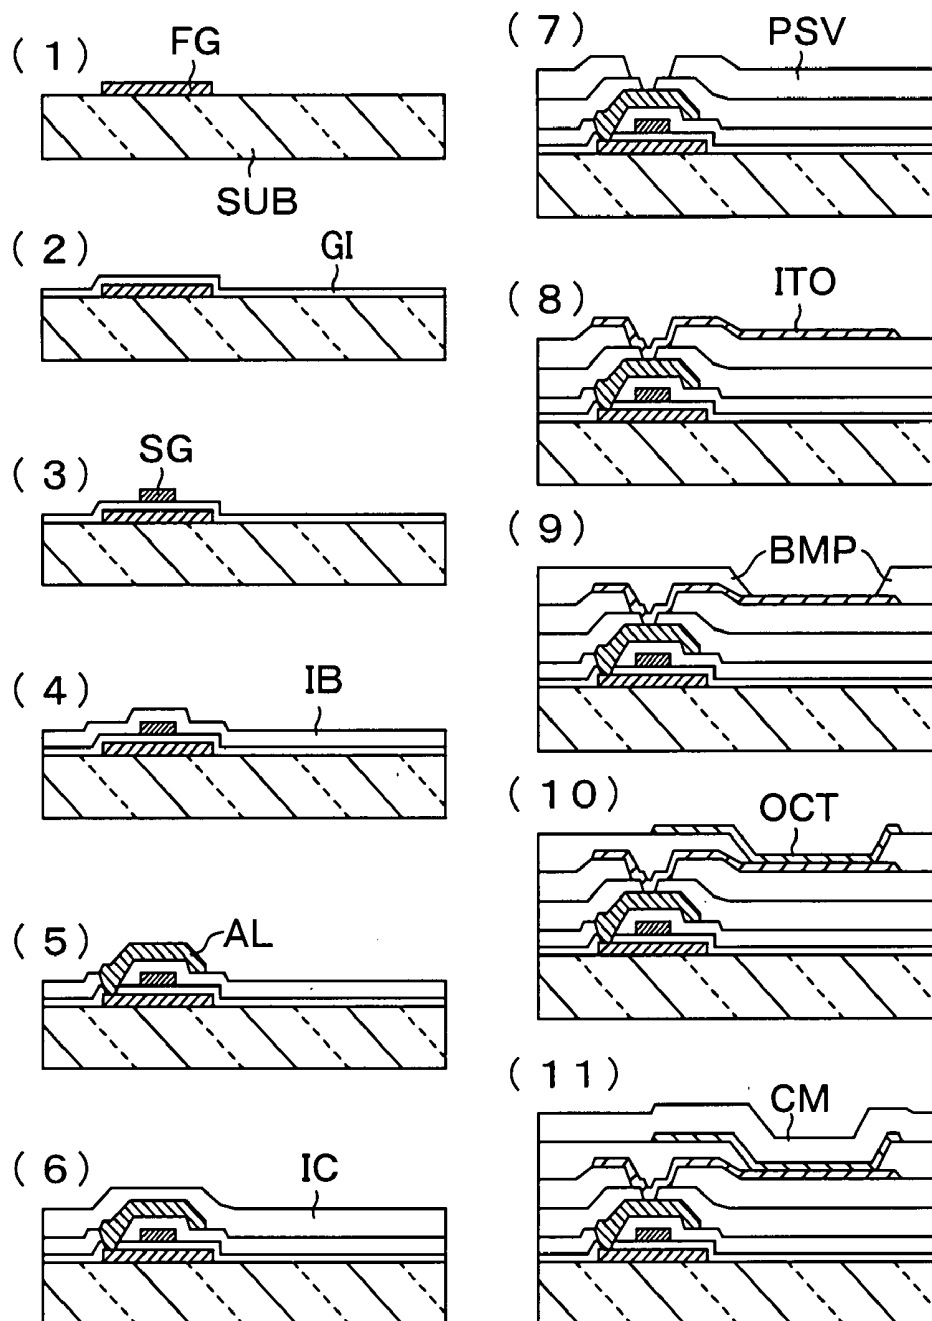 (1)
FG
SUB
(2)
GI
(3)
SG
(4)
IB
(5)
AL
(6)
IC
(7)
PSV
(8)
ITO
(9)
BMP
(10)
OCT
(11)
CM